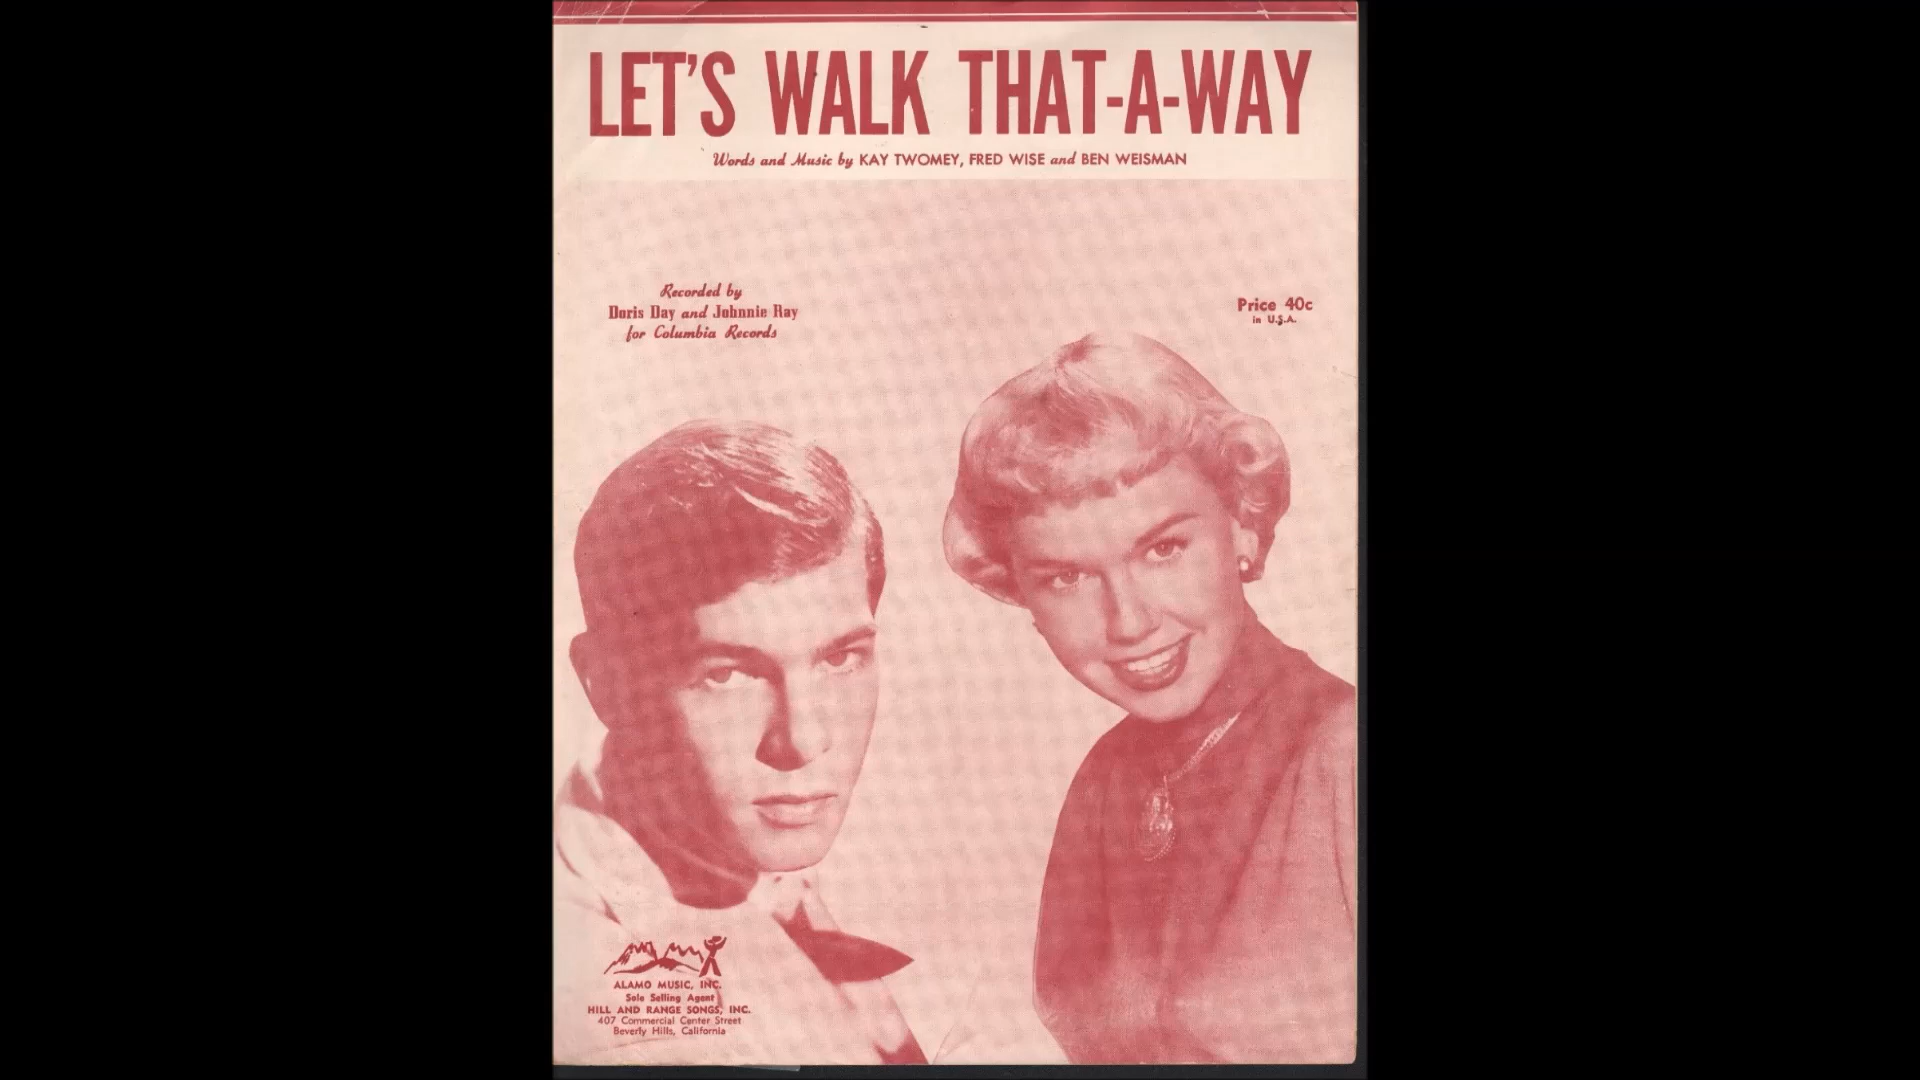 LET'S WALK THAT-A-WAY
Words and Music by KAY TWOMEY, FRED WISE and BEN WEISMAN
Recorded by
Doris Day and Johnnie Ray
for Columbia Records
Price 40c
in U.S.A.
ALAMO MUSIC, INC.
Sole Selling Agent
HILL AND RANGE SONGS, INC.
407 Commercial Center Street
Beverly Hills, California